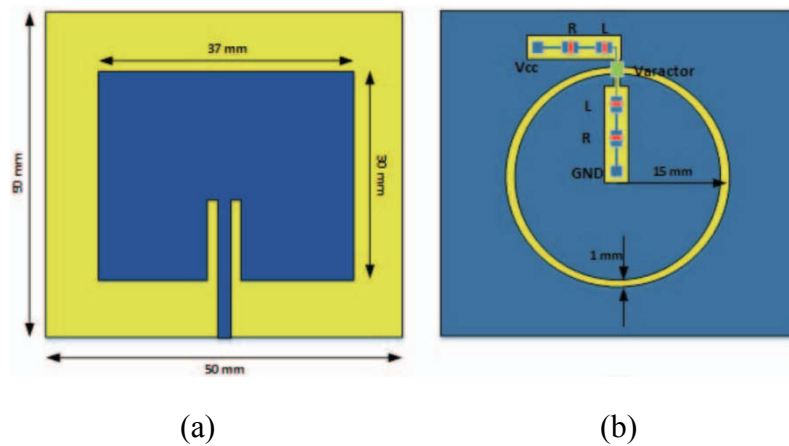 37 mm
50 mm
30 mm
50 mm
R L
Vcc
Varactor
L
R
GND
15 mm
1 mm
(a)
(b)